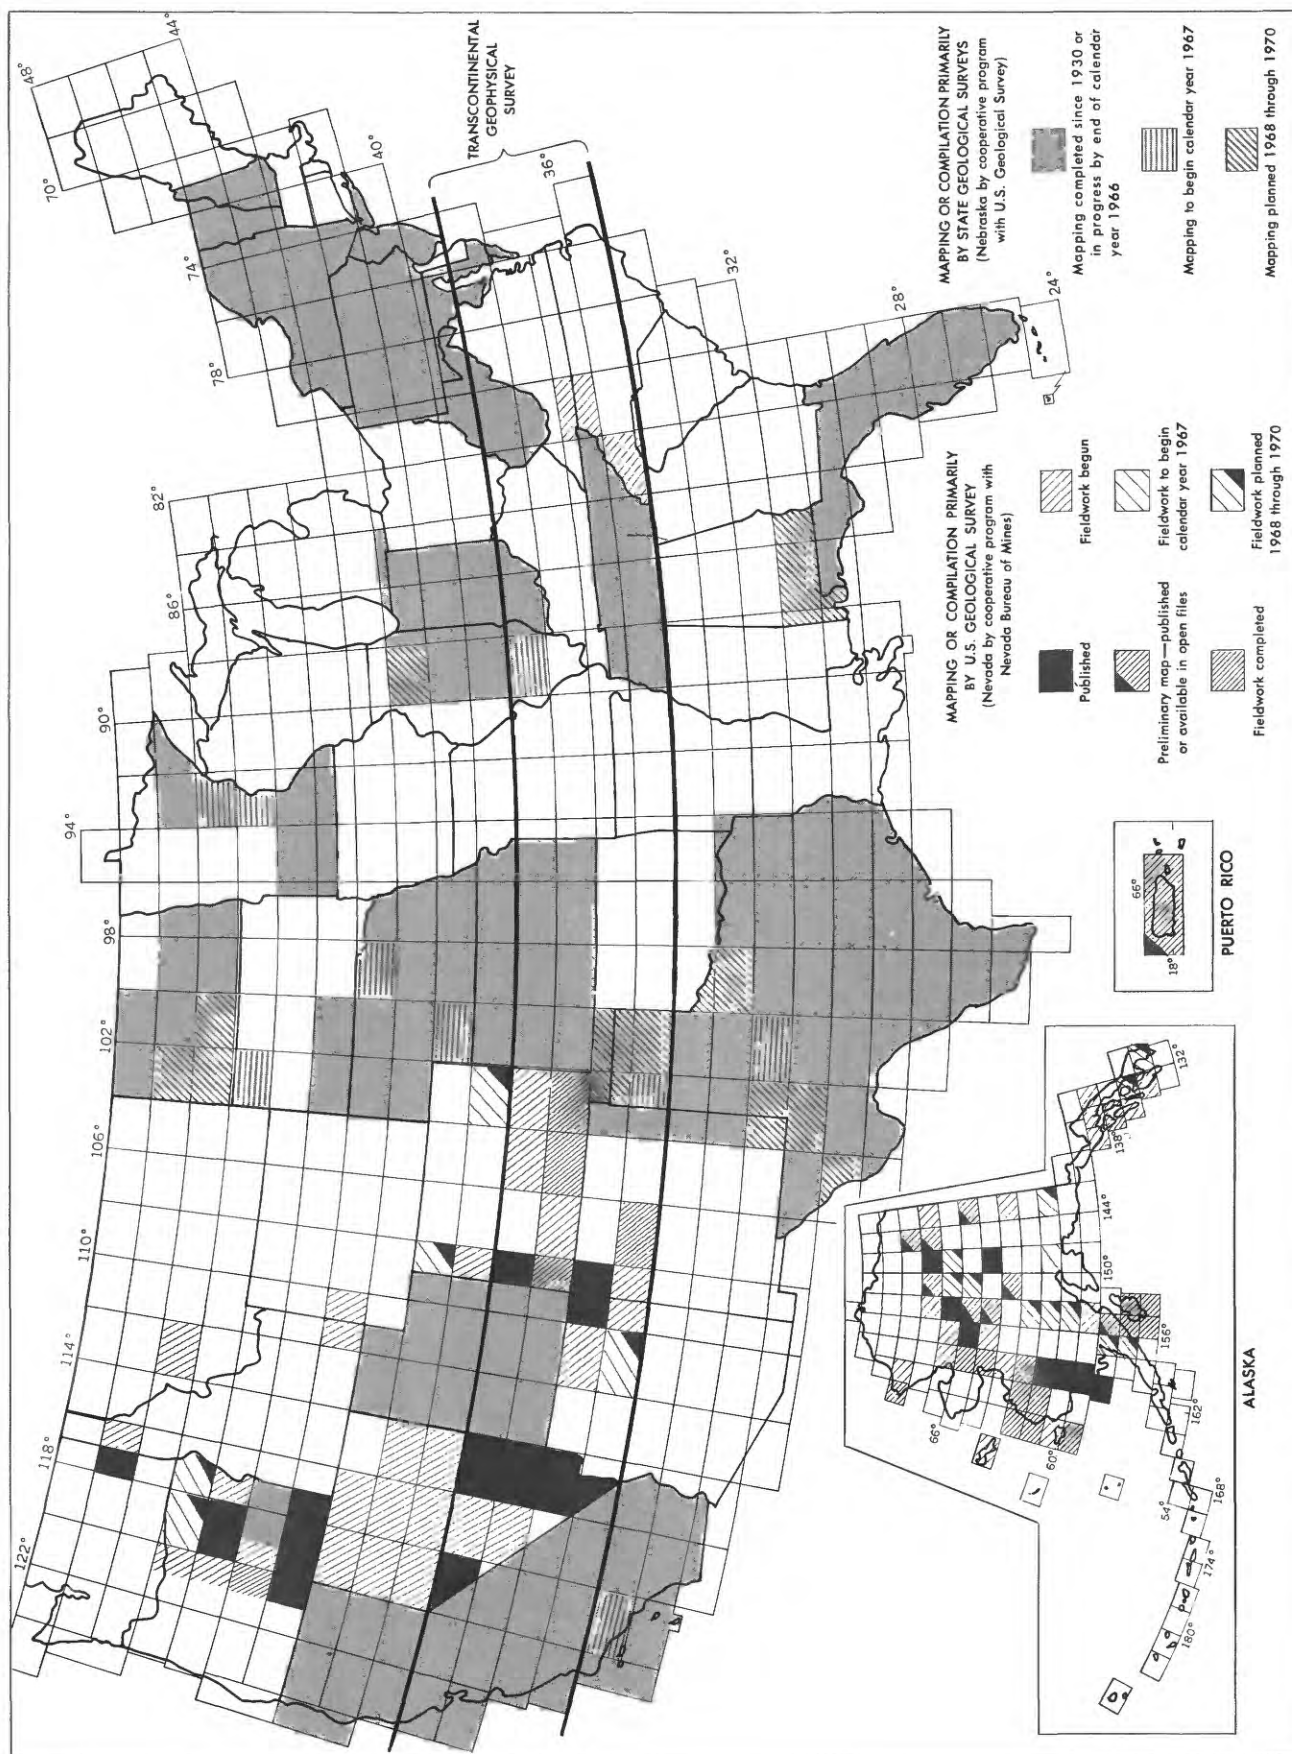 TRANSCONTINENTAL
GEOPHYSICAL
SURVEY
48°
44°
70°
40°
36°
74°
78°
82°
86°
90°
94°
98°
102°
106°
110°
114°
118°
122°
32°
28°
24°
MAPPING OR COMPILATION PRIMARILY
BY U.S. GEOLOGICAL SURVEY
(Nevada by cooperative program with
Nevada Bureau of Mines)
Published
Preliminary map—published
or available in open files
Fieldwork completed
Fieldwork begun
Fieldwork to begin
calendar year 1967
Fieldwork planned
1968 through 1970
MAPPING OR COMPILATION PRIMARILY
BY STATE GEOLOGICAL SURVEYS
(Nebraska by cooperative program
with U.S. Geological Survey)
Mapping completed since 1930 or
in progress by end of calendar
year 1966
Mapping to begin calendar year 1967
Mapping planned 1968 through 1970
66°
18°
PUERTO RICO
132°
138°
144°
150°
156°
162°
168°
174°
180°
66°
60°
54°
ALASKA